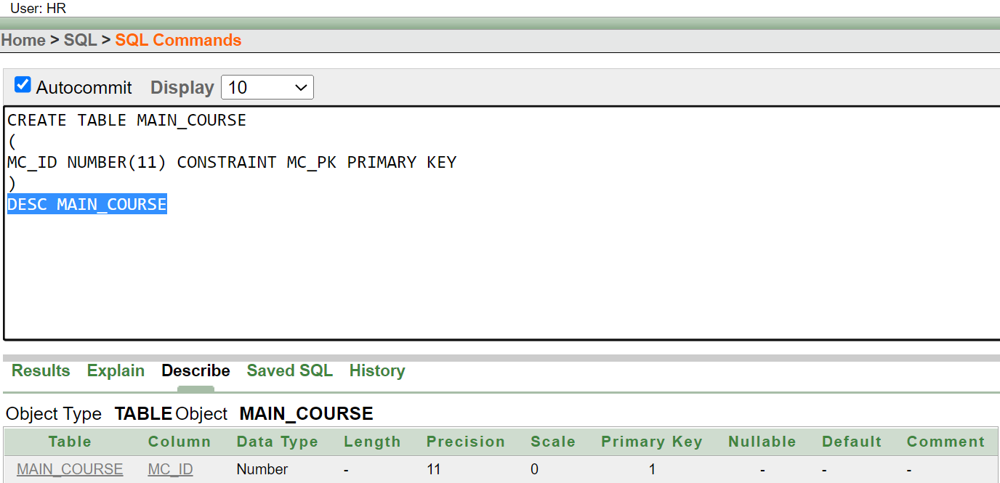 User: HR
Home > SQL > SQL Commands
Autocommit Display 10
CREATE TABLE MAIN_COURSE
(
MC_ID NUMBER(11) CONSTRAINT MC_PK PRIMARY KEY
)
DESC MAIN_COURSE
Results Explain Describe Saved SQL History
Object Type TABLE Object MAIN_COURSE
Table Column Data Type Length Precision Scale Primary Key Nullable Default Comment
MAIN_COURSE MC_ID Number - 11 0 1 - - -